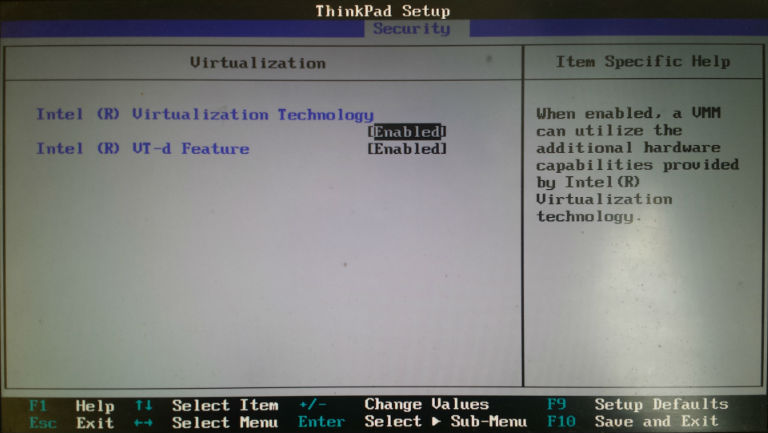 ThinkPad Setup
Security
Virtualization
Item Specific Help
Intel (R) Virtualization Technology
[Enabled]
Intel (R) VT-d Feature [Enabled]
When enabled, a VMM
can utilize the
additional hardware
capabilities provided
by Intel(R)
Virtualization
technology.
F1 Help ↑↓ Select Item +/- Change Values F9 Setup Defaults
Esc Exit ←→ Select Menu Enter Select ▶ Sub-Menu F10 Save and Exit